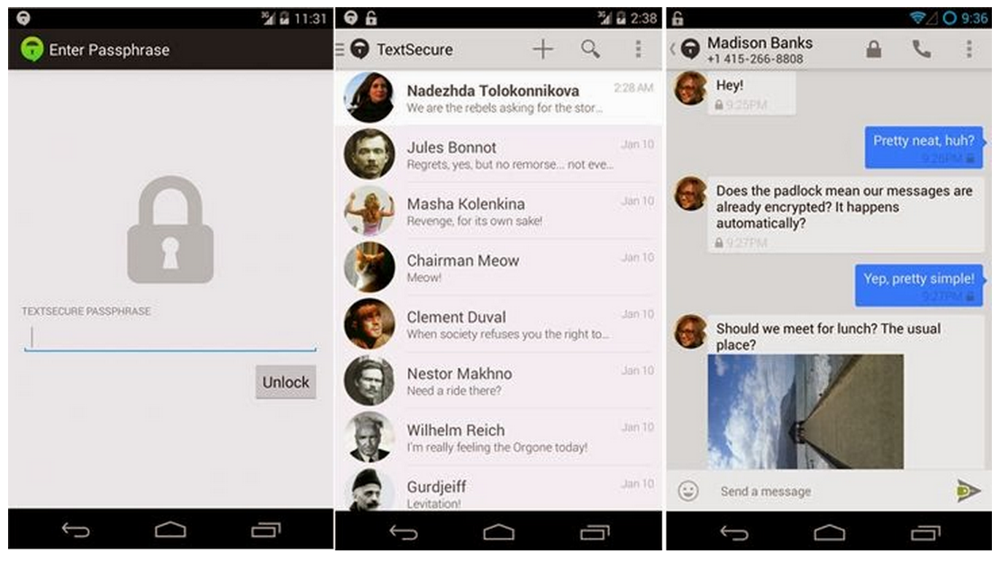 3G 11:31
Enter Passphrase
TEXTSECURE PASSPHRASE
Unlock
3G 2:38
TextSecure
Nadezhda Tolokonnikova 2:28 AM
We are the rebels asking for the stor...
Jules Bonnot Jan 10
Regrets, yes, but no remorse... not eve...
Masha Kolenkina Jan 10
Revenge, for its own sake!
Chairman Meow Jan 10
Meow!
Clement Duval Jan 10
When society refuses you the right to...
Nestor Makhno Jan 10
Need a ride there?
Wilhelm Reich Jan 10
I'm really feeling the Orgone today!
Gurdjeiff Jan 10
Levitation!
9:36
Madison Banks
+1 415-266-8808
Hey!
9:25PM
Pretty neat, huh?
9:26PM
Does the padlock mean our messages are
already encrypted? It happens
automatically?
9:27PM
Yep, pretty simple!
9:27PM
Should we meet for lunch? The usual
place?
Send a message